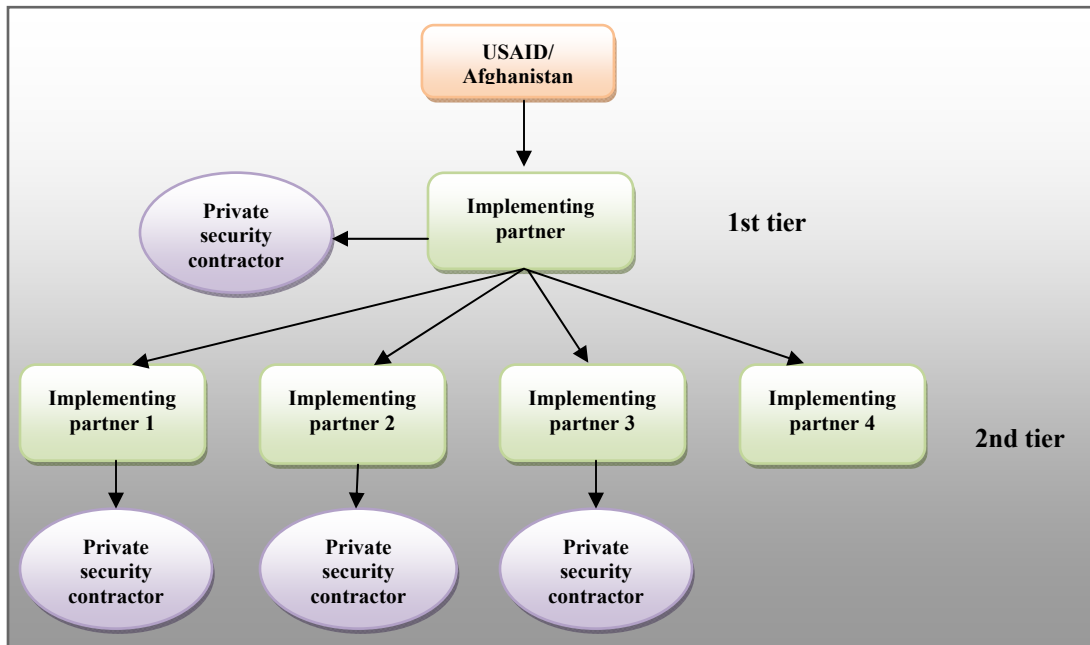 USAID/
Afghanistan
Private
security
contractor
Implementing
partner
1st tier
Implementing
partner 1
Implementing
partner 2
Implementing
partner 3
Implementing
partner 4
2nd tier
Private
security
contractor
Private
security
contractor
Private
security
contractor